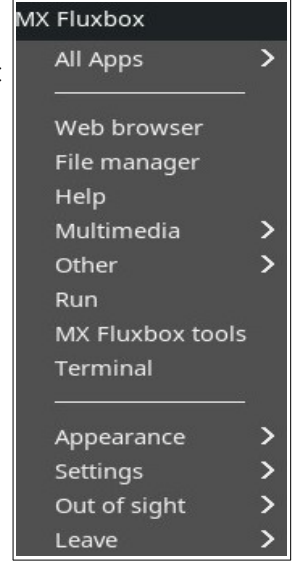 MX Fluxbox
All Apps
Web browser
File manager
Help
Multimedia
Other
Run
MX Fluxbox tools
Terminal
Appearance
Settings
Out of sight
Leave